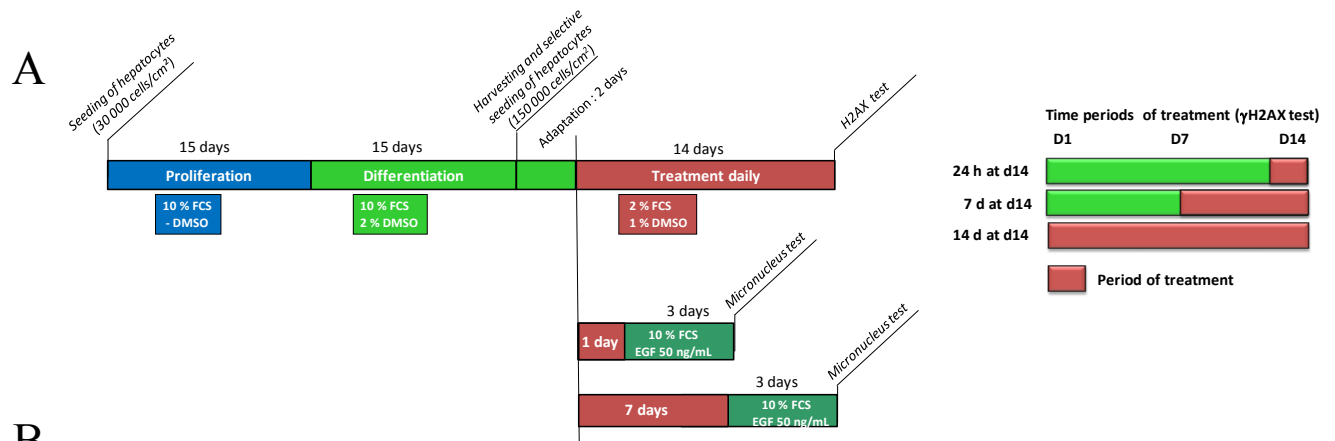 A
Seeding of hepatocytes
(30 000 cells/cm²)
Harvesting and selective
seeding of hepatocytes
(150 000 cells/cm²)
Adaptation : 2 days
H2AX test
15 days
15 days
14 days
Proliferation
Differentiation
Treatment daily
10 % FCS
- DMSO
10 % FCS
2 % DMSO
2 % FCS
1 % DMSO
Micronucleus test
3 days
1 day
10 % FCS
EGF 50 ng/mL
Micronucleus test
3 days
7 days
10 % FCS
EGF 50 ng/mL
Time periods of treatment (γH2AX test)
D1 D7 D14
24 h at d14
7 d at d14
14 d at d14
Period of treatment
B